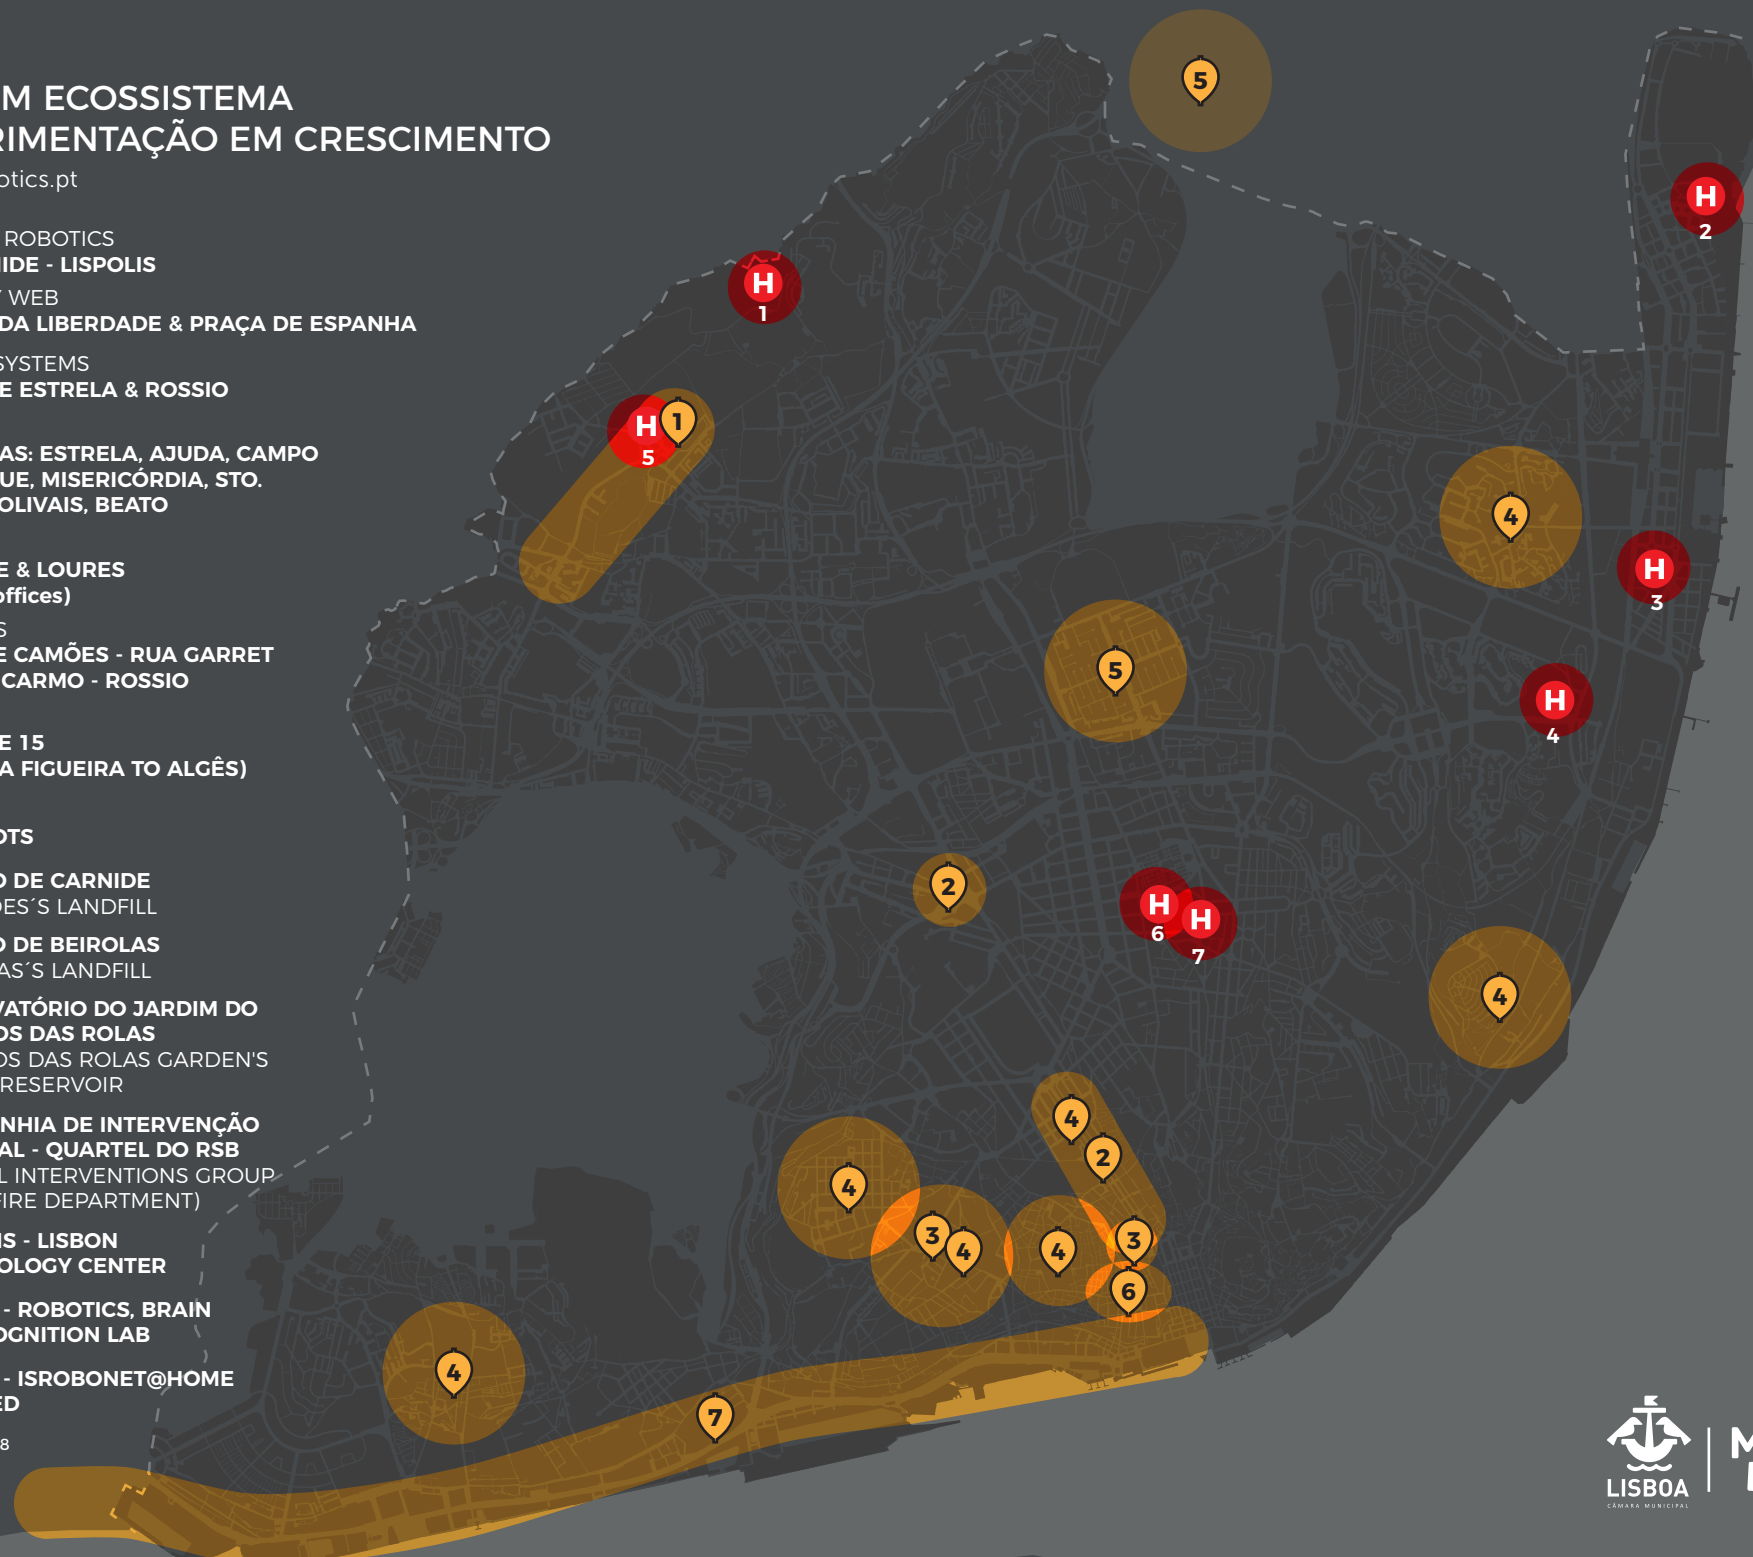 M ECOSSISTEMA
RIMENTAÇÃO EM CRESCIMENTO
otics.pt
ROBOTICS
IDE - LISPOLIS
WEB
DA LIBERDADE & PRAÇA DE ESPANHA
SYSTEMS
E ESTRELA & ROSSIO
AS: ESTRELA, AJUDA, CAMPO
UE, MISERICÓRDIA, STO.
OLIVAIS, BEATO
E & LOURES
offices)
S
E CAMÕES - RUA GARRET
CARMO - ROSSIO
E 15
A FIGUEIRA TO ALGÊS)
OTS
O DE CARNIDE
DES´S LANDFILL
O DE BEIROLAS
AS´S LANDFILL
VATÓRIO DO JARDIM DO
OS DAS ROLAS
OS DAS ROLAS GARDEN'S
RESERVOIR
NHIA DE INTERVENÇÃO
AL - QUARTEL DO RSB
L INTERVENTIONS GROUP
FIRE DEPARTMENT)
IS - LISBON
OLOGY CENTER
- ROBOTICS, BRAIN
OGNITION LAB
- ISROBONET@HOME
ED
8
5
H
2
H
1
H
1
5
4
H
3
5
H
4
2
H
6
H
7
4
4
2
4
3
4
4
3
6
4
7
LISBOA
CÂMARA MUNICIPAL
M